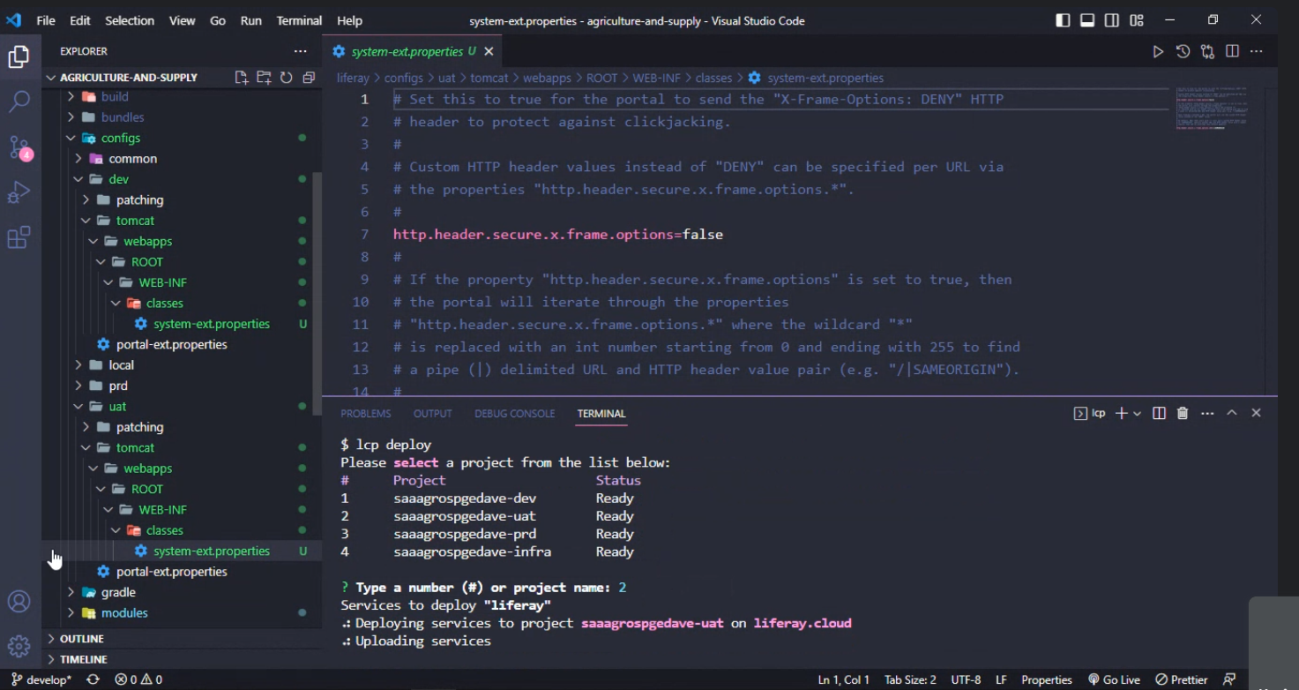 File Edit Selection View Go Run Terminal Help
system-ext.properties - agriculture-and-supply - Visual Studio Code
EXPLORER
AGRICULTURE-AND-SUPPLY
build
bundles
configs
common
dev
patching
tomcat
webapps
ROOT
WEB-INF
classes
system-ext.properties U
portal-ext.properties
local
prd
uat
patching
tomcat
webapps
ROOT
WEB-INF
classes
system-ext.properties U
portal-ext.properties
gradle
modules
OUTLINE
TIMELINE
4
system-ext.properties U
liferay > configs > uat > tomcat > webapps > ROOT > WEB-INF > classes > system-ext.properties
1 # Set this to true for the portal to send the "X-Frame-Options: DENY" HTTP
2 # header to protect against clickjacking.
3 #
4 # Custom HTTP header values instead of "DENY" can be specified per URL via
5 # the properties "http.header.secure.x.frame.options.*".
6 #
7 http.header.secure.x.frame.options=false
8 #
9 # If the property "http.header.secure.x.frame.options" is set to true, then
10 # the portal will iterate through the properties
11 # "http.header.secure.x.frame.options.*" where the wildcard "*"
12 # is replaced with an int number starting from 0 and ending with 255 to find
13 # a pipe (|) delimited URL and HTTP header value pair (e.g. "/|SAMEORIGIN").
14 #
PROBLEMS OUTPUT DEBUG CONSOLE TERMINAL
lcp
$ lcp deploy
Please select a project from the list below:
# Project Status
1 saaagrospgedave-dev Ready
2 saaagrospgedave-uat Ready
3 saaagrospgedave-prd Ready
4 saaagrospgedave-infra Ready
? Type a number (#) or project name: 2
Services to deploy "liferay"
Deploying services to project saaagrospgedave-uat on liferay.cloud
Uploading services
develop* 0 0 Ln 1, Col 1 Tab Size: 2 UTF-8 LF Properties Go Live Prettier